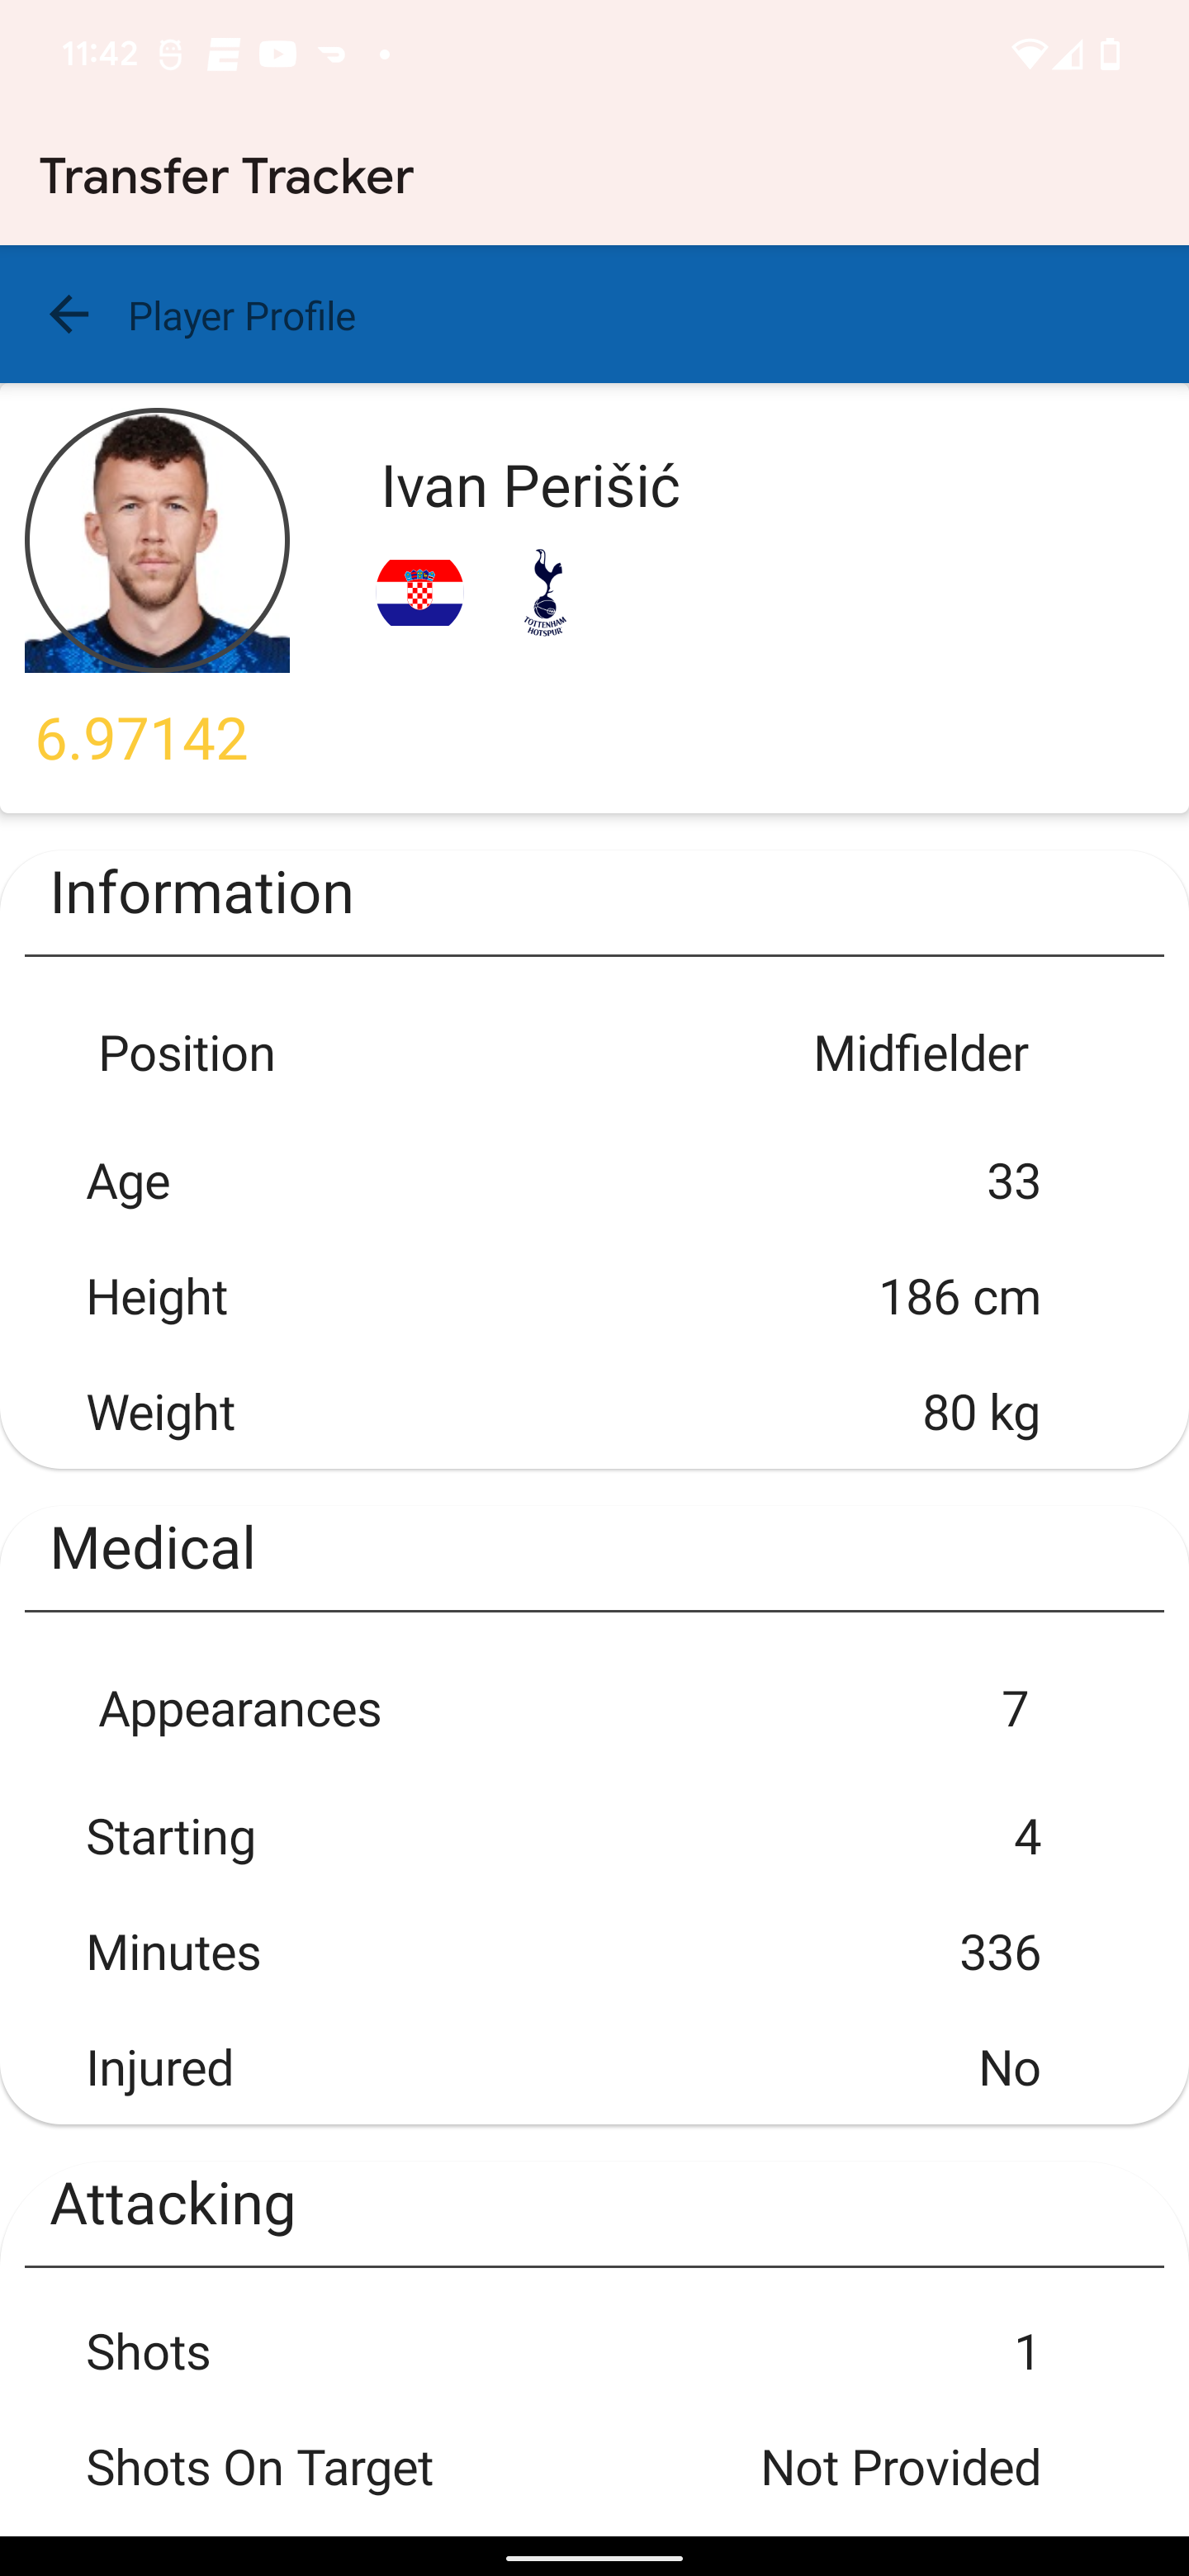 11:42
Transfer Tracker
Player Profile
Ivan Perišić
TOTTENHAM
HOTSPUR
6.97142
Information
Position Midfielder
Age 33
Height 186 cm
Weight 80 kg
Medical
Appearances 7
Starting 4
Minutes 336
Injured No
Attacking
Shots 1
Shots On Target Not Provided